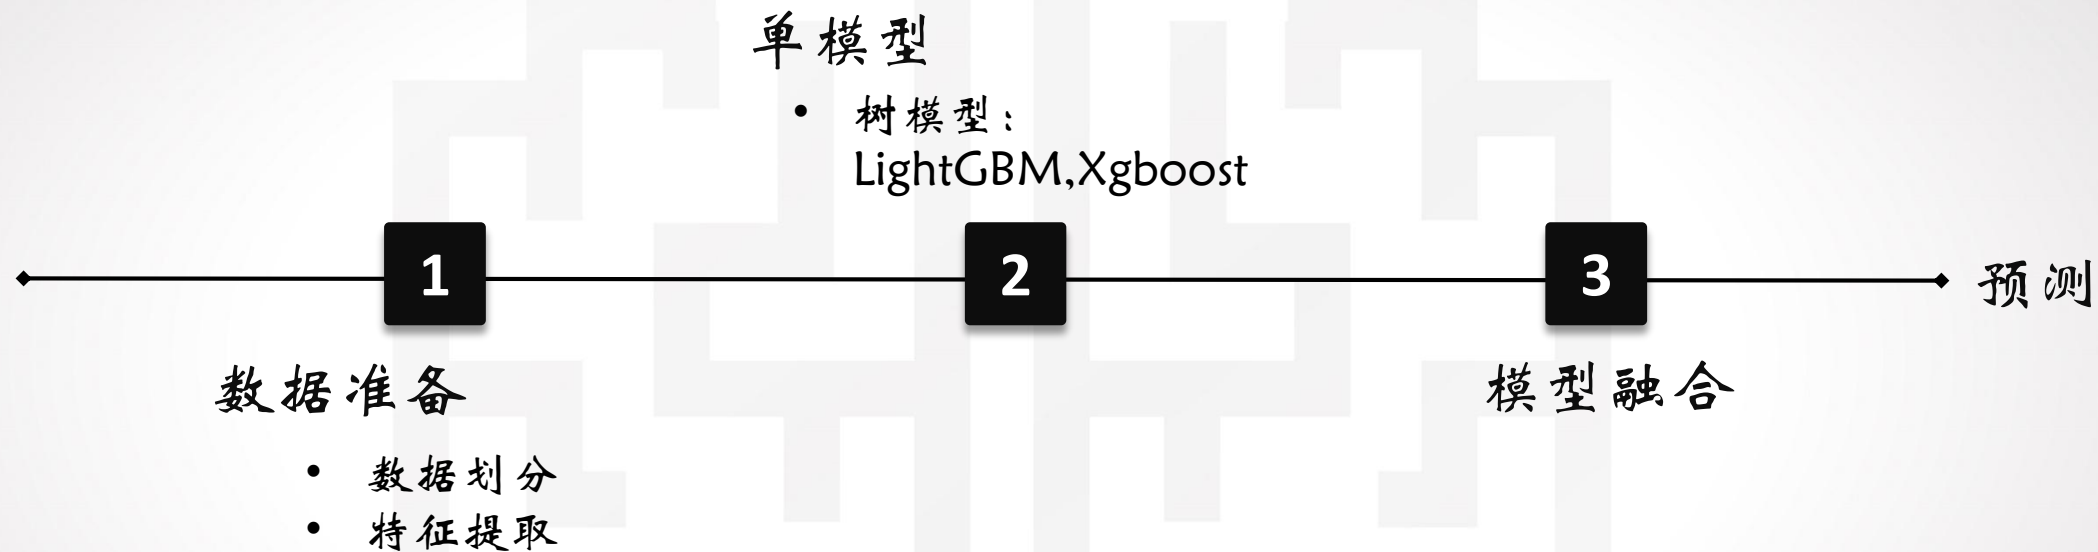 单模型
• 树模型：
LightGBM,Xgboost
1
2
3
预测
数据准备
• 数据划分
• 特征提取
模型融合